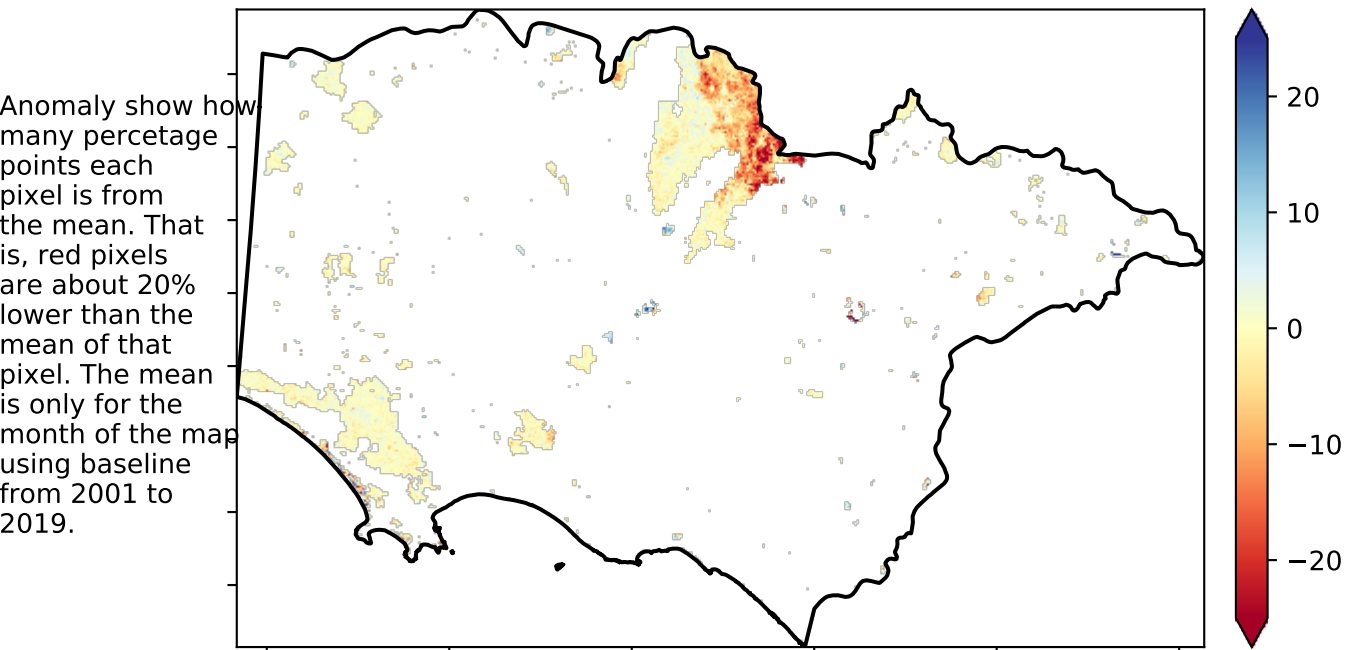 Anomaly show how
many percetage
points each
pixel is from
the mean. That
is, red pixels
are about 20%
lower than the
mean of that
pixel. The mean
is only for the
month of the map
using baseline
from 2001 to
2019.
20
10
0
−10
−20